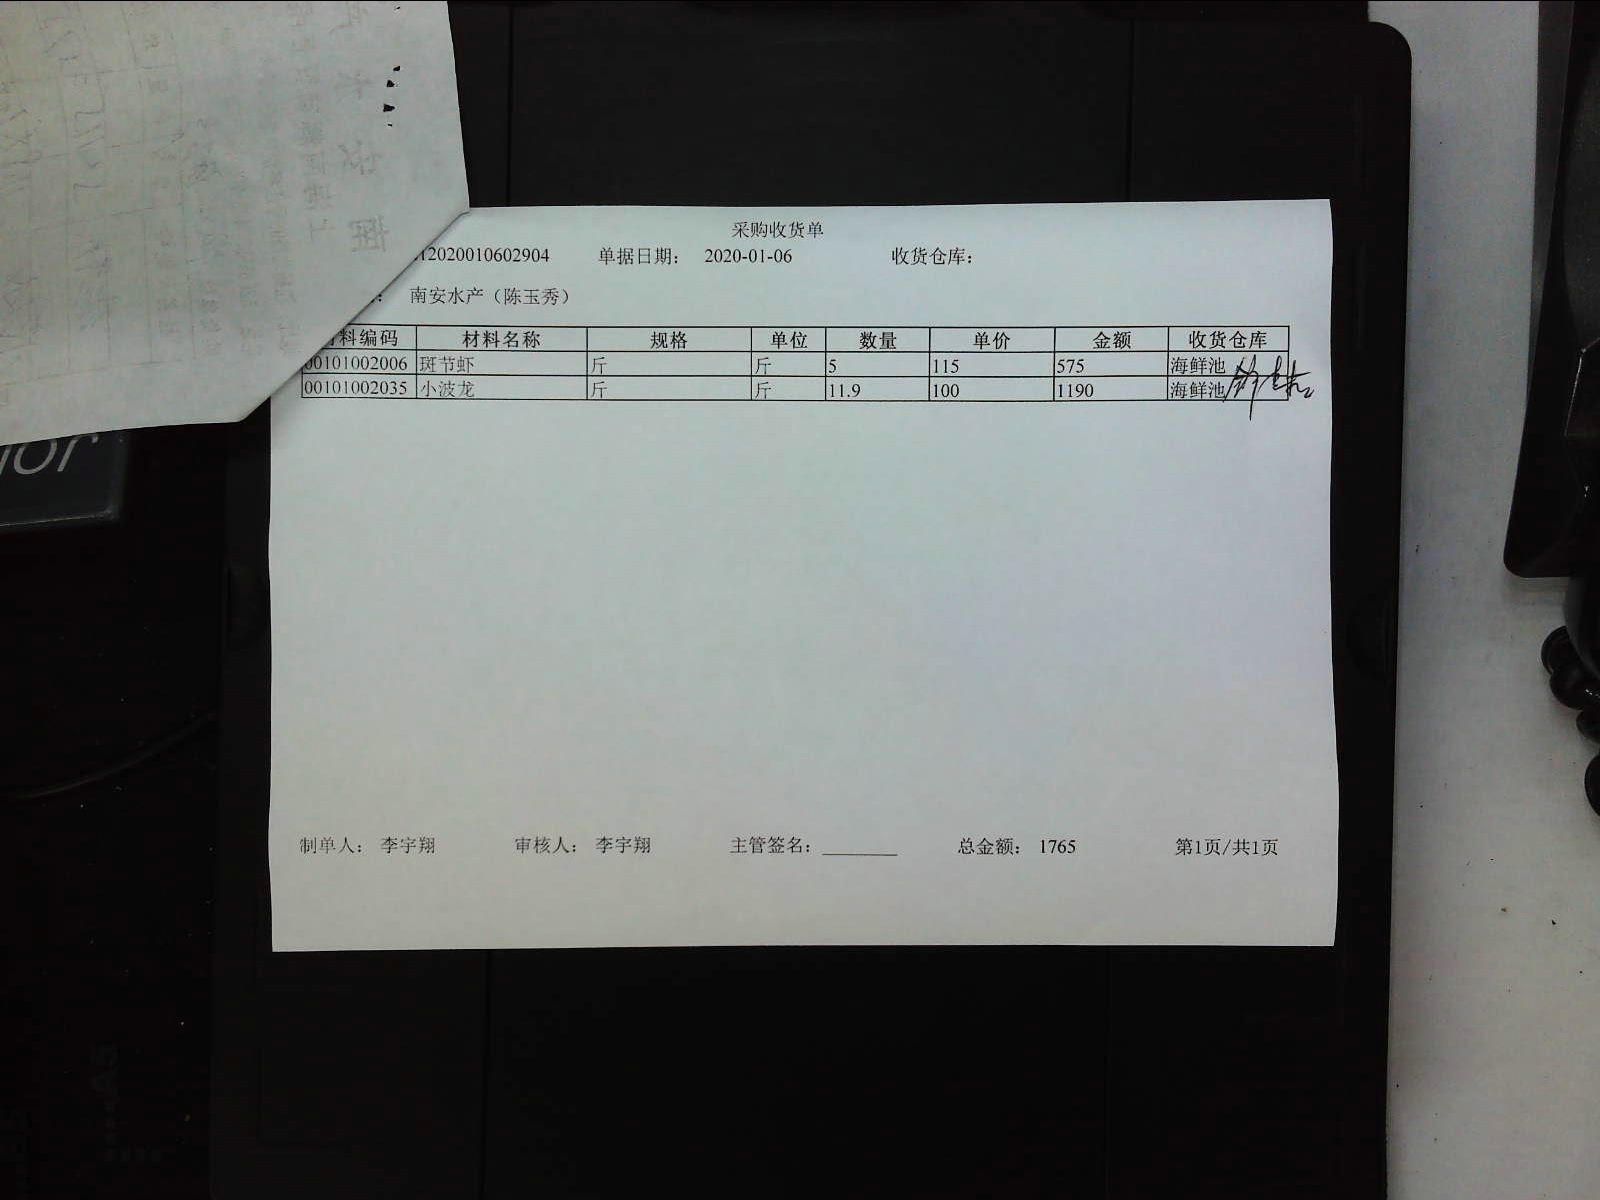 采购收货单
12020010602904 单据日期： 2020-01-06 收货仓库：
南安水产（陈玉秀）
料编码 材料名称 规格 单位 数量 单价 金额 收货仓库
00101002006 斑节虾 斤 斤 5 115 575 海鲜池
00101002035 小波龙 斤 斤 11.9 100 1190 海鲜池
制单人： 李宇翔 审核人： 李宇翔 主管签名： 总金额： 1765 第1页/共1页